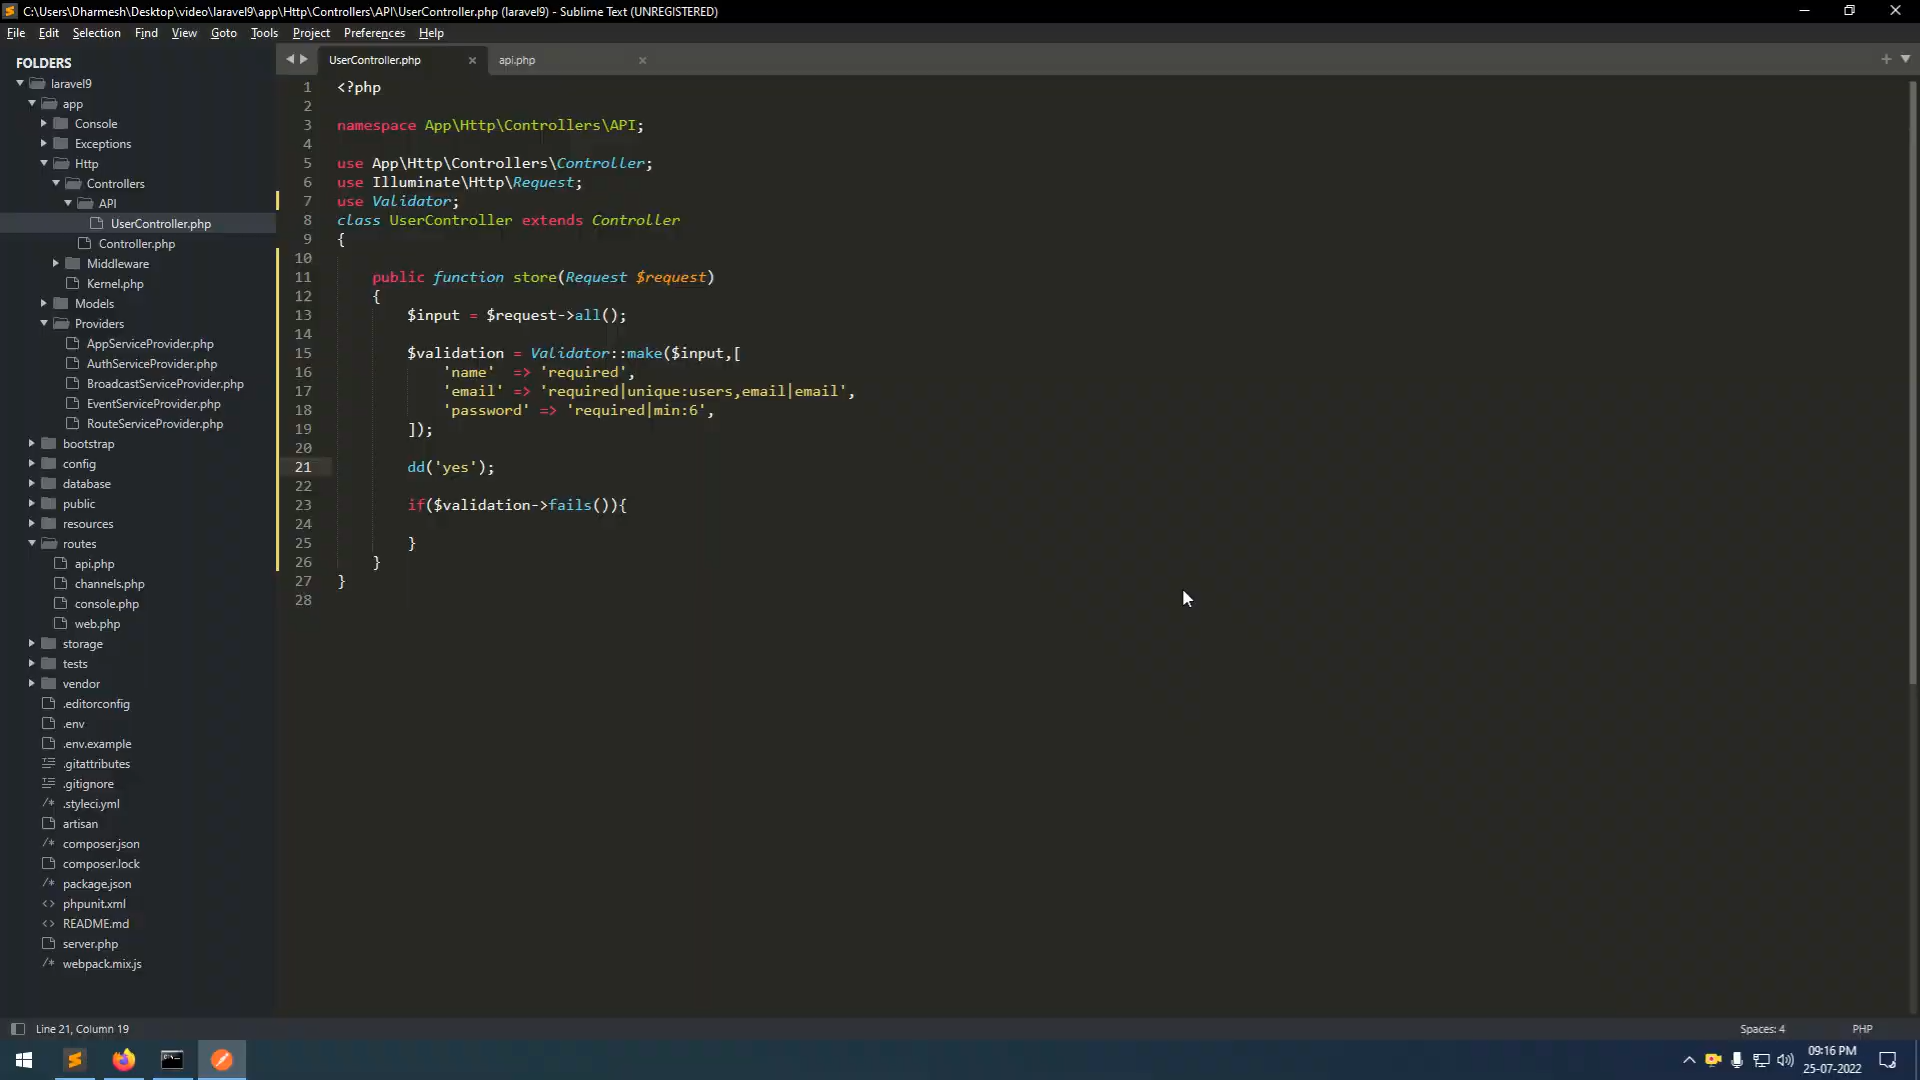 C:\Users\Dharmesh\Desktop\video\laravel9\app\Http\Controllers\API\UserController.php (laravel9) - Sublime Text (UNREGISTERED)
File Edit Selection Find View Goto Tools Project Preferences Help
FOLDERS
laravel9
app
Console
Exceptions
Http
Controllers
API
UserController.php
Controller.php
Middleware
Kernel.php
Models
Providers
AppServiceProvider.php
AuthServiceProvider.php
BroadcastServiceProvider.php
EventServiceProvider.php
RouteServiceProvider.php
bootstrap
config
database
public
resources
routes
api.php
channels.php
console.php
web.php
storage
tests
vendor
.editorconfig
.env
.env.example
.gitattributes
.gitignore
.styleci.yml
artisan
composer.json
composer.lock
package.json
phpunit.xml
README.md
server.php
webpack.mix.js
UserController.php api.php
1 <?php
2
3 namespace App\Http\Controllers\API;
4
5 use App\Http\Controllers\Controller;
6 use Illuminate\Http\Request;
7 use Validator;
8 class UserController extends Controller
9 {
10
11 public function store(Request $request)
12 {
13 $input = $request->all();
14
15 $validation = Validator::make($input,[
16 'name' => 'required',
17 'email' => 'required|unique:users,email|email',
18 'password' => 'required|min:6',
19 ]);
20
21 dd('yes');
22
23 if($validation->fails()){
24
25 }
26 }
27 }
28
Line 21, Column 19
Spaces: 4 PHP
09:16 PM
25-07-2022